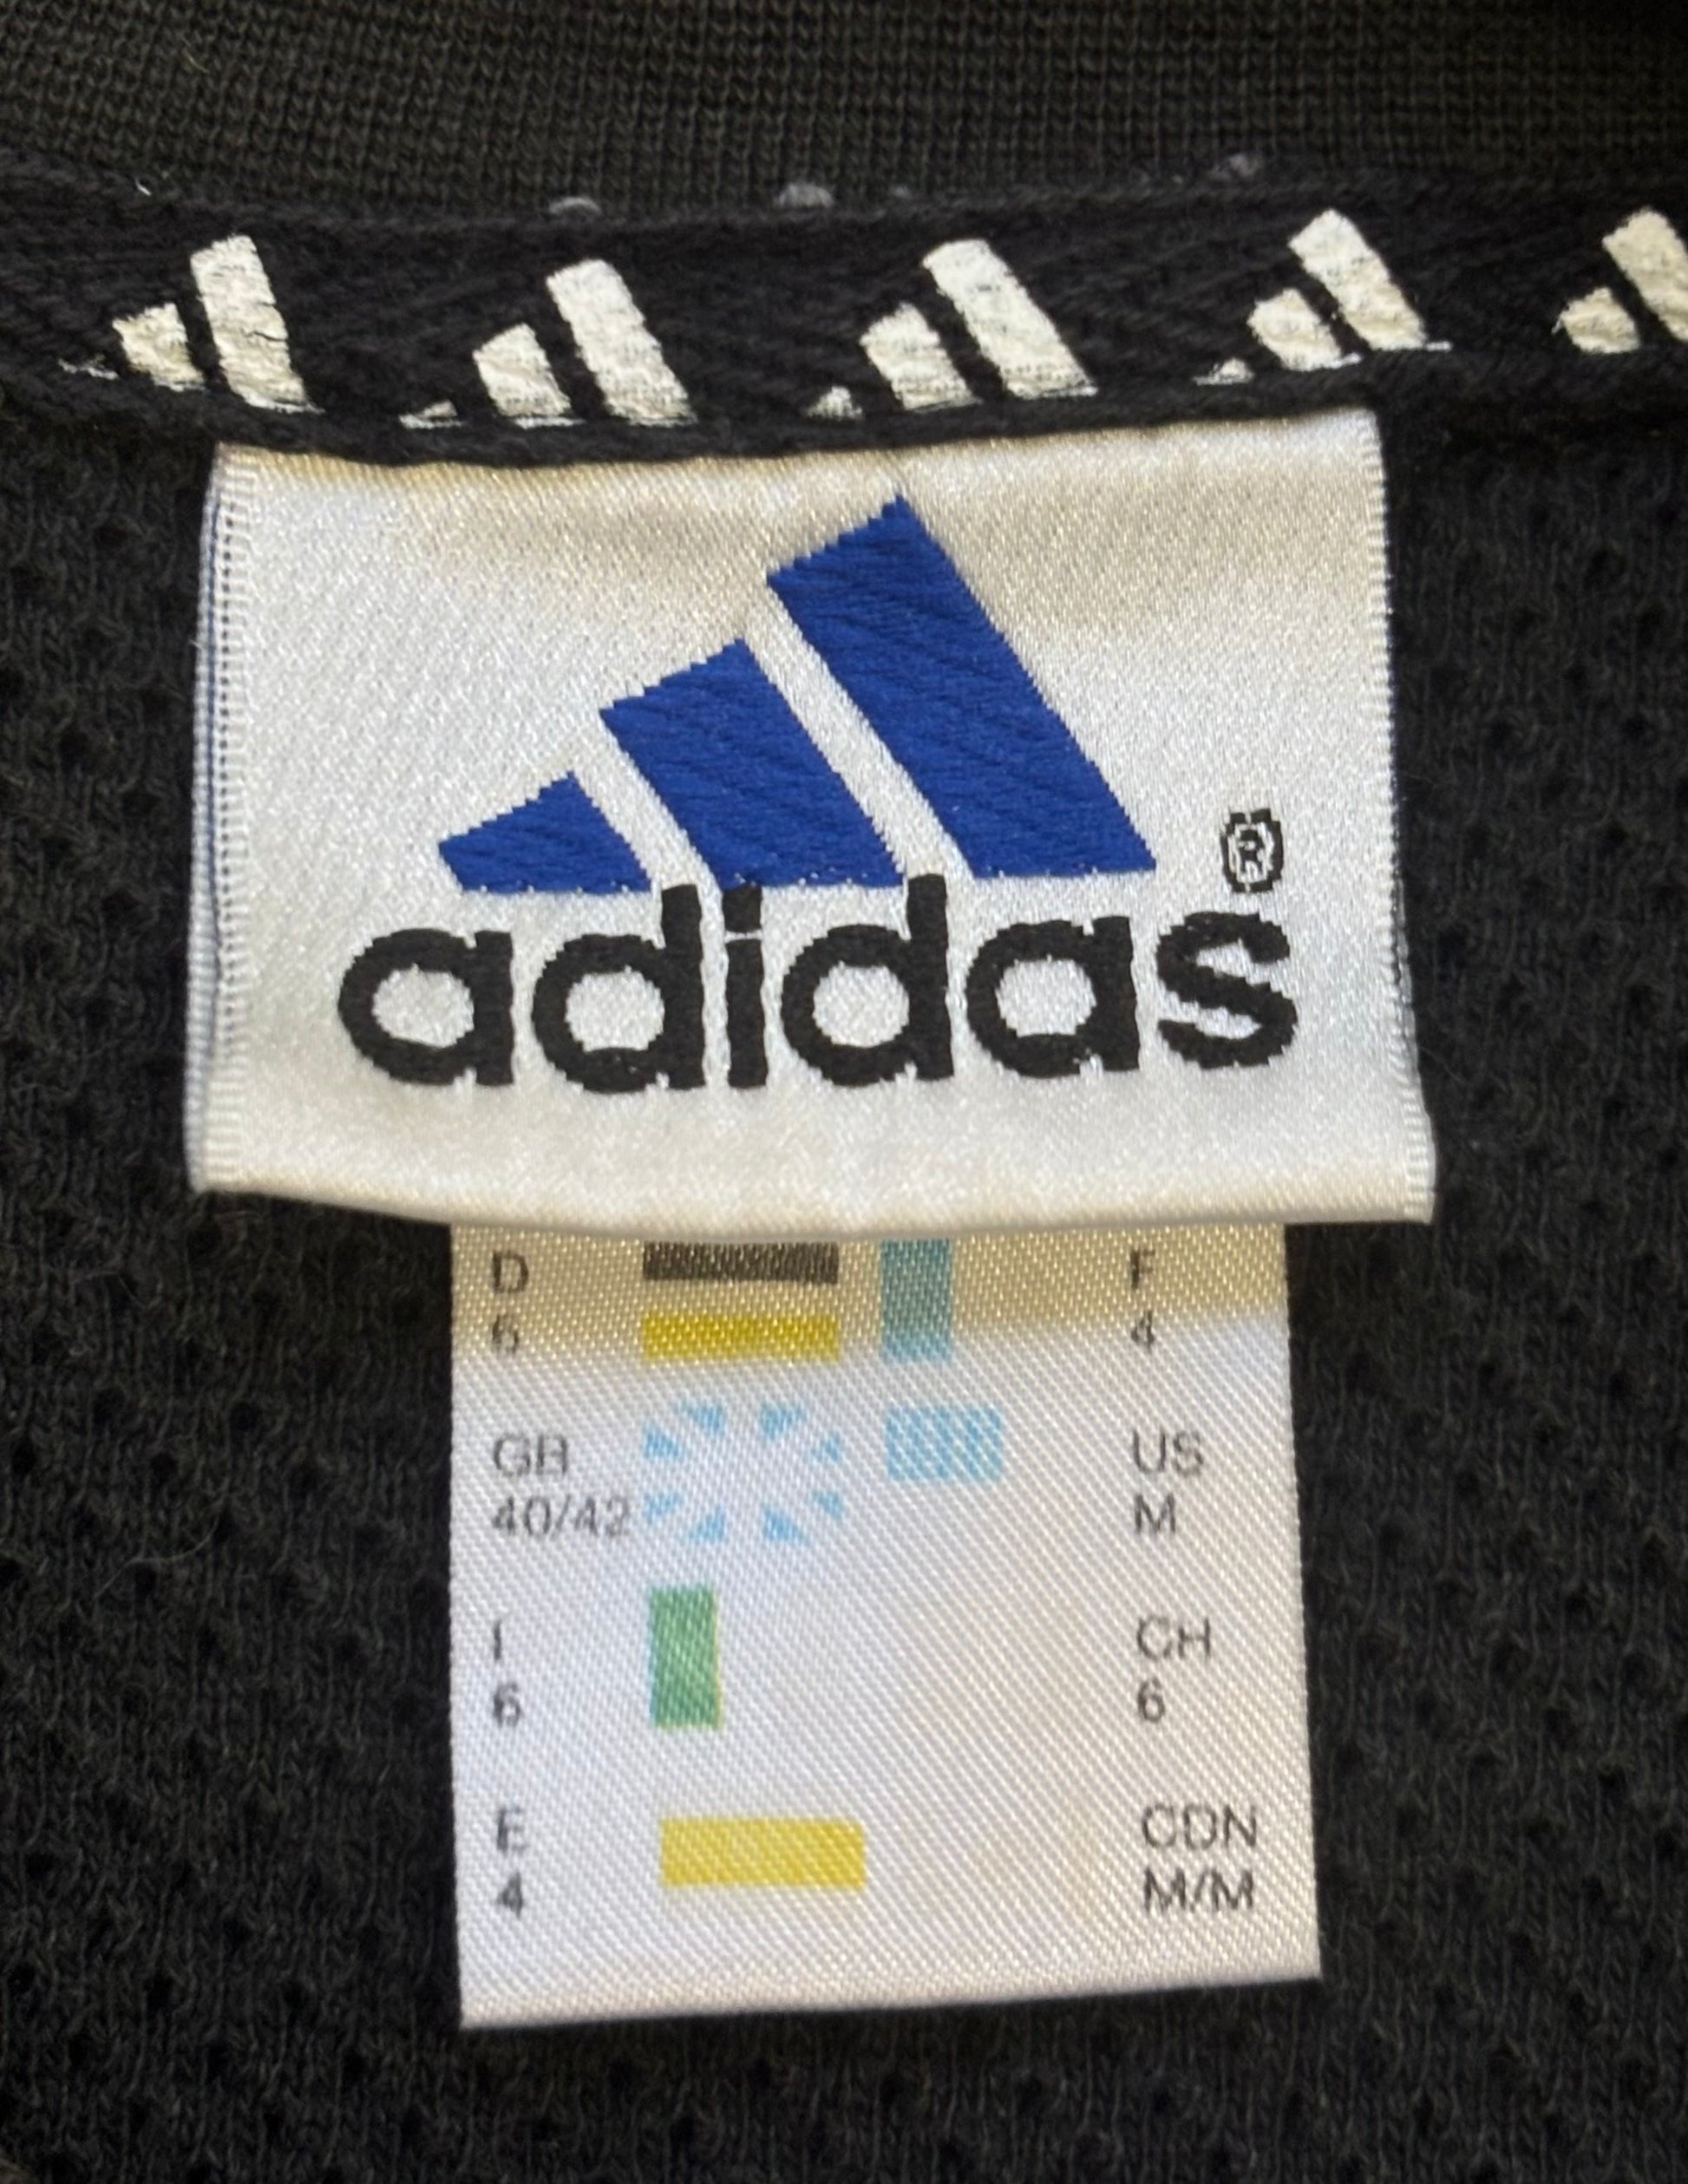 adidas®
D F
6 4
GB US
40/42 M
I CH
6 6
E CDN
4 M/M